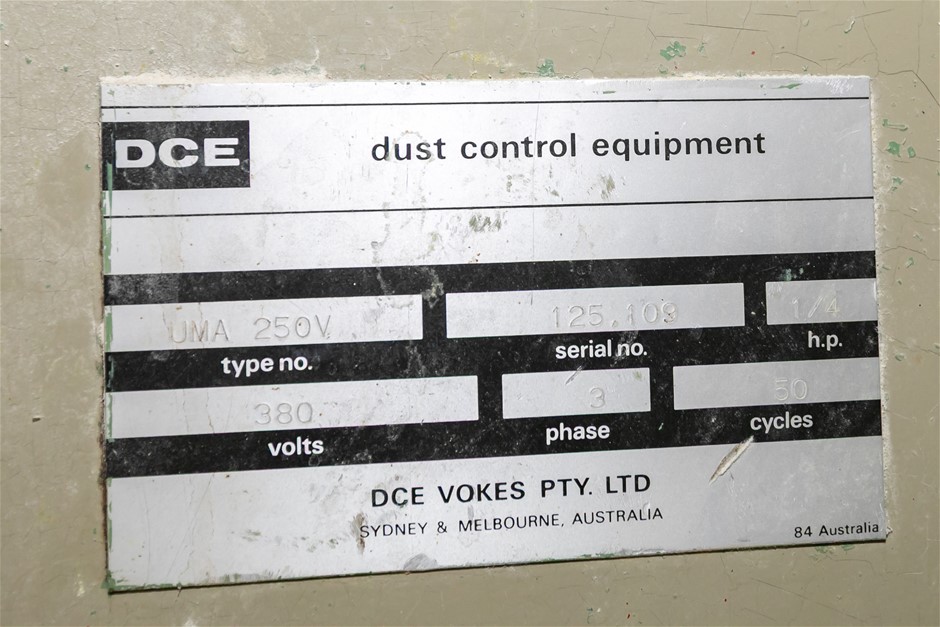 DCE
dust control equipment
UMA 250V 125.109 1/4
type no. serial no. h.p.
380 3 50
volts phase cycles
DCE VOKES PTY. LTD
SYDNEY & MELBOURNE, AUSTRALIA
84 Australia